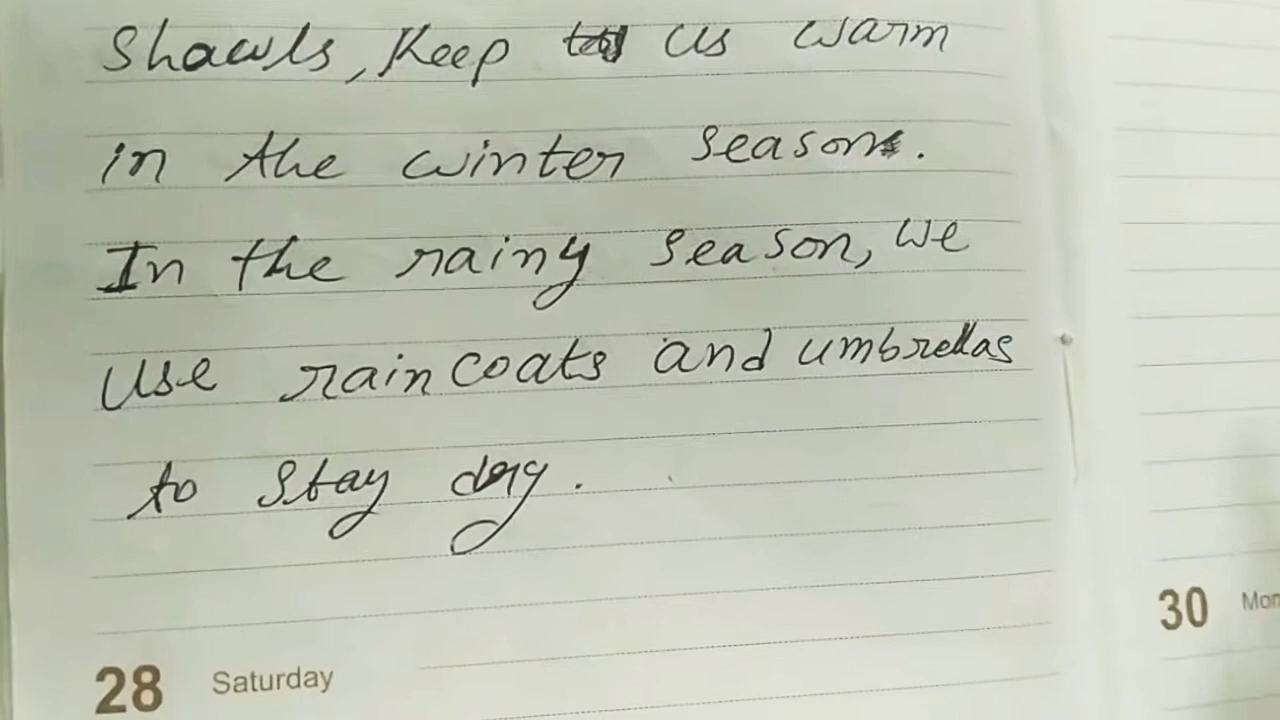 Shawls, Keep us warm
in the winter season.
In the rainy season, we
use raincoats and umbrellas
to stay dry.
28 Saturday
30 Mon